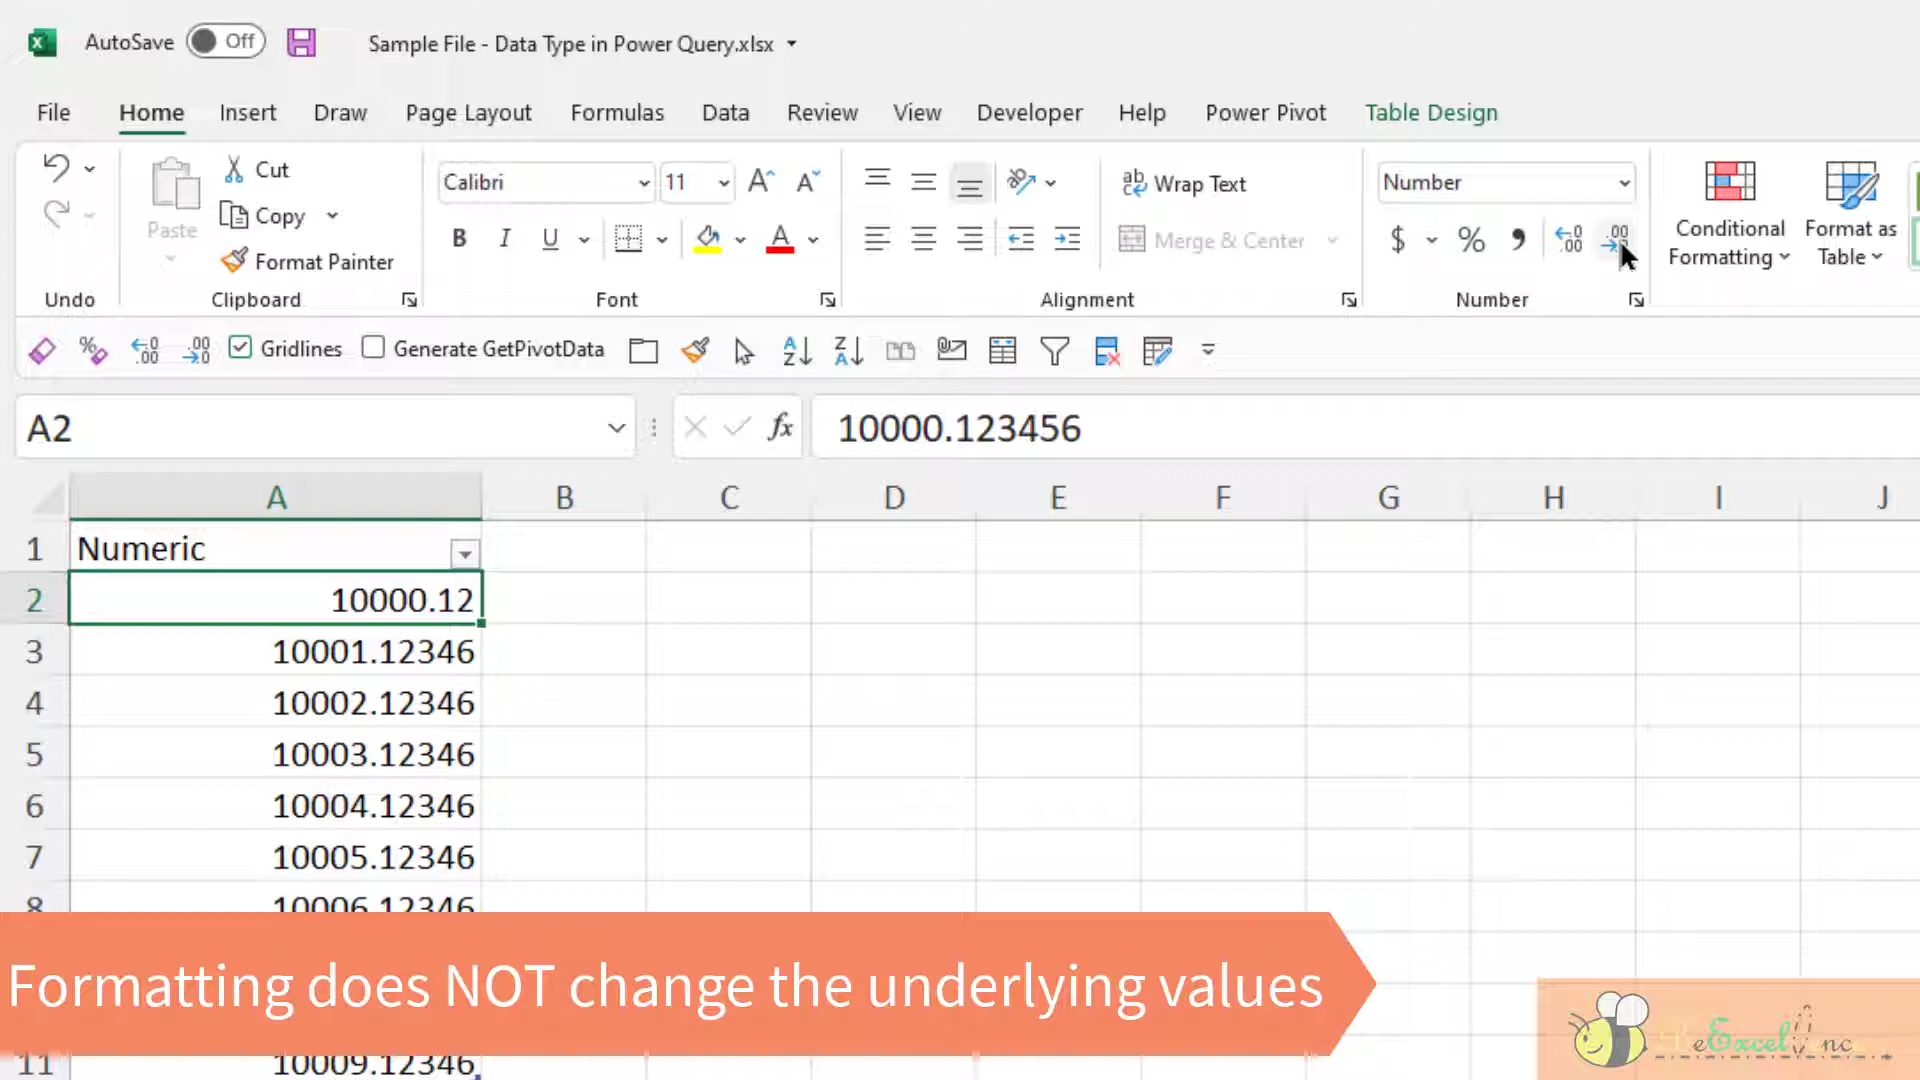 AutoSave Off Sample File - Data Type in Power Query.xlsx
File Home Insert Draw Page Layout Formulas Data Review View Developer Help Power Pivot Table Design
Cut
Copy
Format Painter
Paste
Undo
Clipboard
Calibri 11
B I U A
Font
Wrap Text
Merge & Center
Alignment
Number
$ % ,
Number
Conditional Formatting
Format as Table
Gridlines Generate GetPivotData
A2 fx 10000.123456
A B C D E F G H I J
1 Numeric
2 10000.12
3 10001.12346
4 10002.12346
5 10003.12346
6 10004.12346
7 10005.12346
8 10006.12346
Formatting does NOT change the underlying values
11 10009.12346